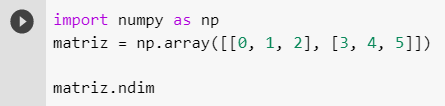 import numpy as np
matriz = np.array([[0, 1, 2], [3, 4, 5]])
matriz.ndim